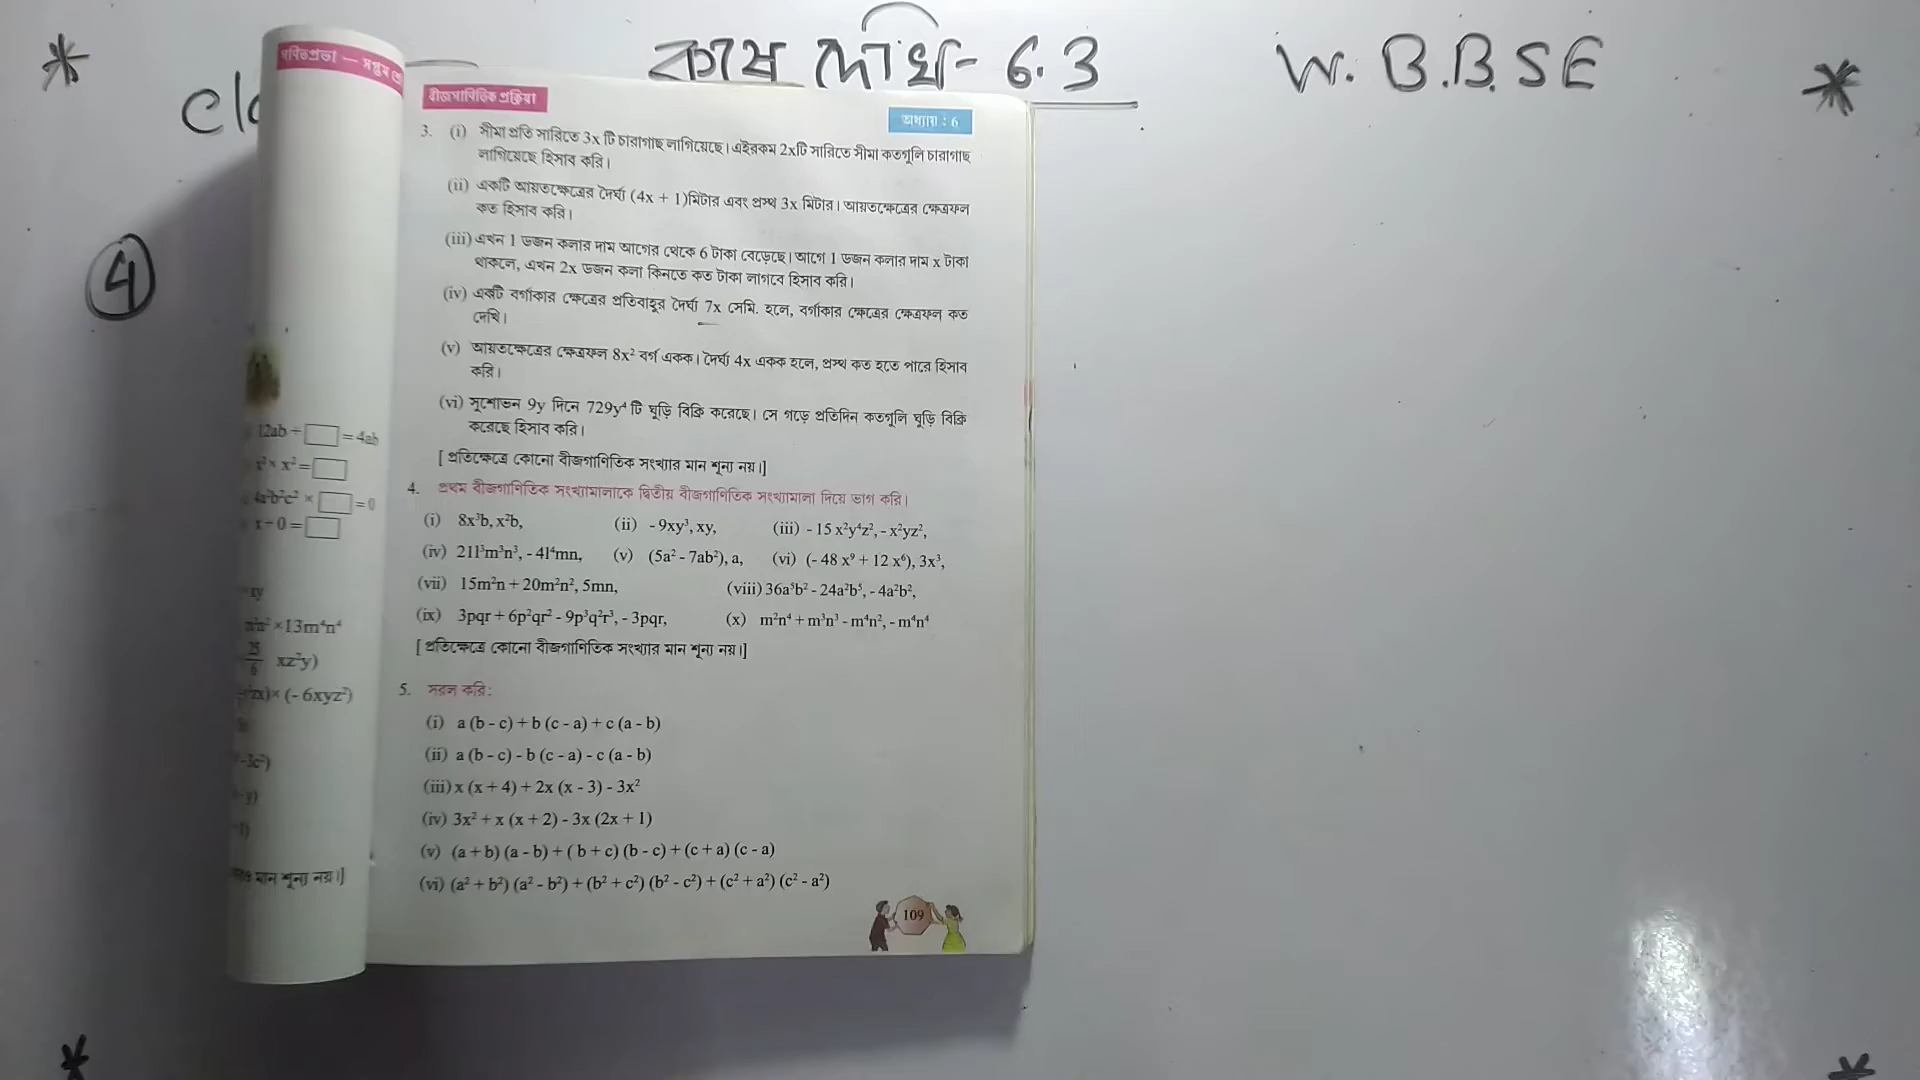 কষে দেখি - 6.3 W.B.B.S.E
গণিতপ্রভা — সপ্তম
বীজগাণিতিক প্রক্রিয়া
অধ্যায় : 6
4
3. (i) সীমা প্রতি সারিতে 3x টি চারাগাছ লাগিয়েছে। এইরকম 2xটি সারিতে সীমা কতগুলি চারাগাছ
লাগিয়েছে হিসাব করি।
(ii) একটি আয়তক্ষেত্রের দৈর্ঘ্য (4x + 1)মিটার এবং প্রস্থ 3x মিটার। আয়তক্ষেত্রের ক্ষেত্রফল
কত হিসাব করি।
(iii) এখন 1 ডজন কলার দাম আগের থেকে 6 টাকা বেড়েছে। আগে 1 ডজন কলার দাম x টাকা
থাকলে, এখন 2x ডজন কলা কিনতে কত টাকা লাগবে হিসাব করি।
(iv) একটি বর্গাকার ক্ষেত্রের প্রতিবাহুর দৈর্ঘ্য 7x সেমি. হলে, বর্গাকার ক্ষেত্রের ক্ষেত্রফল কত
দেখি।
(v) আয়তক্ষেত্রের ক্ষেত্রফল 8x² বর্গ একক। দৈর্ঘ্য 4x একক হলে, প্রস্থ কত হতে পারে হিসাব
করি।
(vi) সুশোভন 9y দিনে 729y⁴ টি ঘুড়ি বিক্রি করেছে। সে গড়ে প্রতিদিন কতগুলি ঘুড়ি বিক্রি
করেছে হিসাব করি।
[ প্রতিক্ষেত্রে কোনো বীজগাণিতিক সংখ্যার মান শূন্য নয়।]
4. প্রথম বীজগাণিতিক সংখ্যামালাকে দ্বিতীয় বীজগাণিতিক সংখ্যামালা দিয়ে ভাগ করি।
(i) 8x³b, x²b, (ii) - 9xy³, xy, (iii) - 15 x²y⁴z², - x²yz²,
(iv) 21l³m³n³, - 4l⁴mn, (v) (5a² - 7ab²), a, (vi) (- 48 x⁹ + 12 x⁶), 3x³,
(vii) 15m²n + 20m²n², 5mn, (viii) 36a⁵b² - 24a²b⁵, - 4a²b²,
(ix) 3pqr + 6p²qr² - 9p³q²r³, - 3pqr, (x) m²n⁴ + m³n³ - m⁴n², - m⁴n⁴
[ প্রতিক্ষেত্রে কোনো বীজগাণিতিক সংখ্যার মান শূন্য নয়।]
5. সরল করি:
(i) a (b - c) + b (c - a) + c (a - b)
(ii) a (b - c) - b (c - a) - c (a - b)
(iii) x (x + 4) + 2x (x - 3) - 3x²
(iv) 3x² + x (x + 2) - 3x (2x + 1)
(v) (a + b) (a - b) + ( b + c) (b - c) + (c + a) (c - a)
(vi) (a² + b²) (a² - b²) + (b² + c²) (b² - c²) + (c² + a²) (c² - a²)
109
12ab ÷ = 4ab
x² × x² =
4a²b²c² × = 0
x ÷ 0 =
×13m⁴n⁴
xz²y)
× (- 6xyz²)
মান শূন্য নয়।]